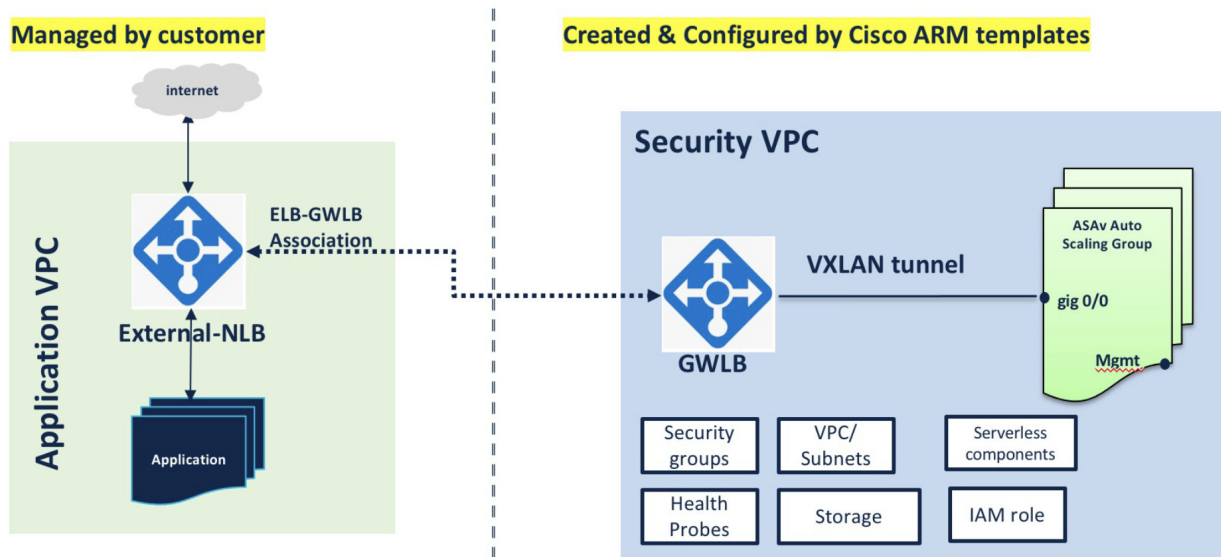 Managed by customer
Created & Configured by Cisco ARM templates
internet
Application VPC
ELB-GWLB
Association
External-NLB
Application
Security VPC
GWLB
VXLAN tunnel
ASAv Auto
Scaling Group
gig 0/0
Mgmt
Security
groups
VPC/
Subnets
Serverless
components
Health
Probes
Storage
IAM role